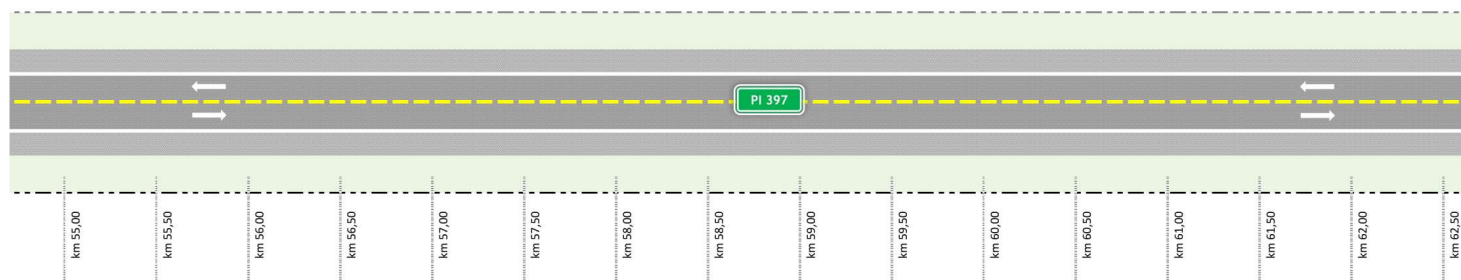 PI 397
km 55,00
km 55,50
km 56,00
km 56,50
km 57,00
km 57,50
km 58,00
km 58,50
km 59,00
km 59,50
km 60,00
km 60,50
km 61,00
km 61,50
km 62,00
km 62,50